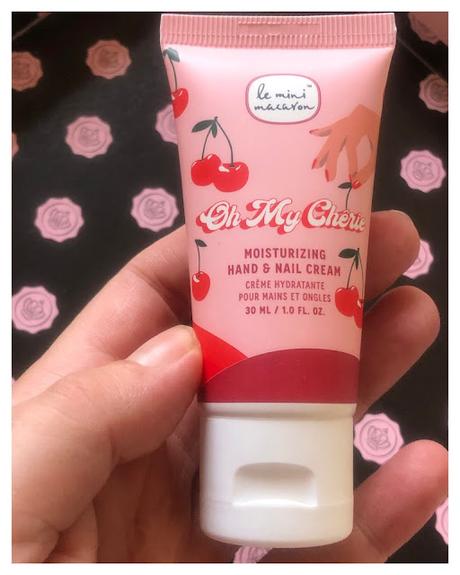 le mini™
macaron
Oh My Chérie
MOISTURIZING
HAND & NAIL CREAM
CRÈME HYDRATANTE
POUR MAINS ET ONGLES
30 ML / 1.0 FL. OZ.